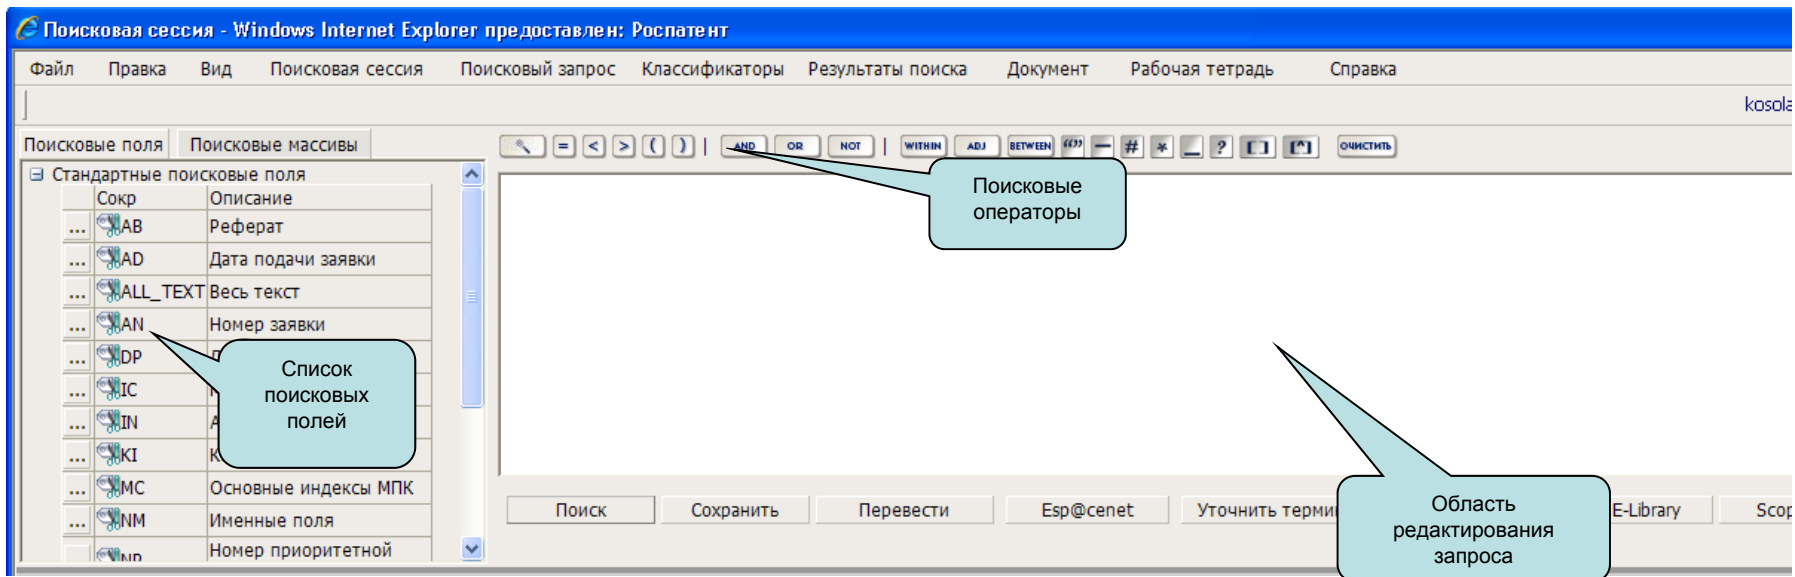 Поисковая сессия - Windows Internet Explorer предоставлен: Роспатент
Файл Правка Вид Поисковая сессия Поисковый запрос Классификаторы Результаты поиска Документ Рабочая тетрадь Справка
Поисковые поля Поисковые массивы = < > ( ) | AND OR NOT | WITHIN ADJ BETWEEN “” — # * _ ? [ ] [^] ОЧИСТИТЬ
Стандартные поисковые поля
Сокр Описание
... AB Реферат
... AD Дата подачи заявки
... ALL_TEXT Весь текст
... AN Номер заявки
... DP
... IC
... IN
... KI
... MC Основные индексы МПК
... NM Именные поля
Номер приоритетной
Поисковые
операторы
Список
поисковых
полей
Поиск Сохранить Перевести Esp@cenet Уточнить E-Library
Область
редактирования
запроса